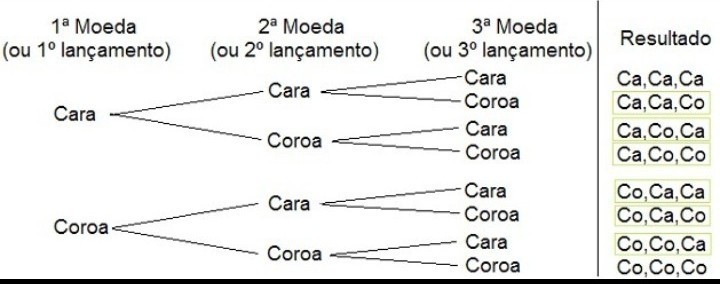 1ª Moeda 2ª Moeda 3ª Moeda Resultado
(ou 1º lançamento) (ou 2º lançamento) (ou 3º lançamento)
Cara Ca,Ca,Ca
Cara
Coroa Ca,Ca,Co
Cara
Cara Ca,Co,Ca
Coroa
Coroa Ca,Co,Co
Cara Co,Ca,Ca
Cara
Coroa Co,Ca,Co
Coroa
Cara Co,Co,Ca
Coroa
Coroa Co,Co,Co